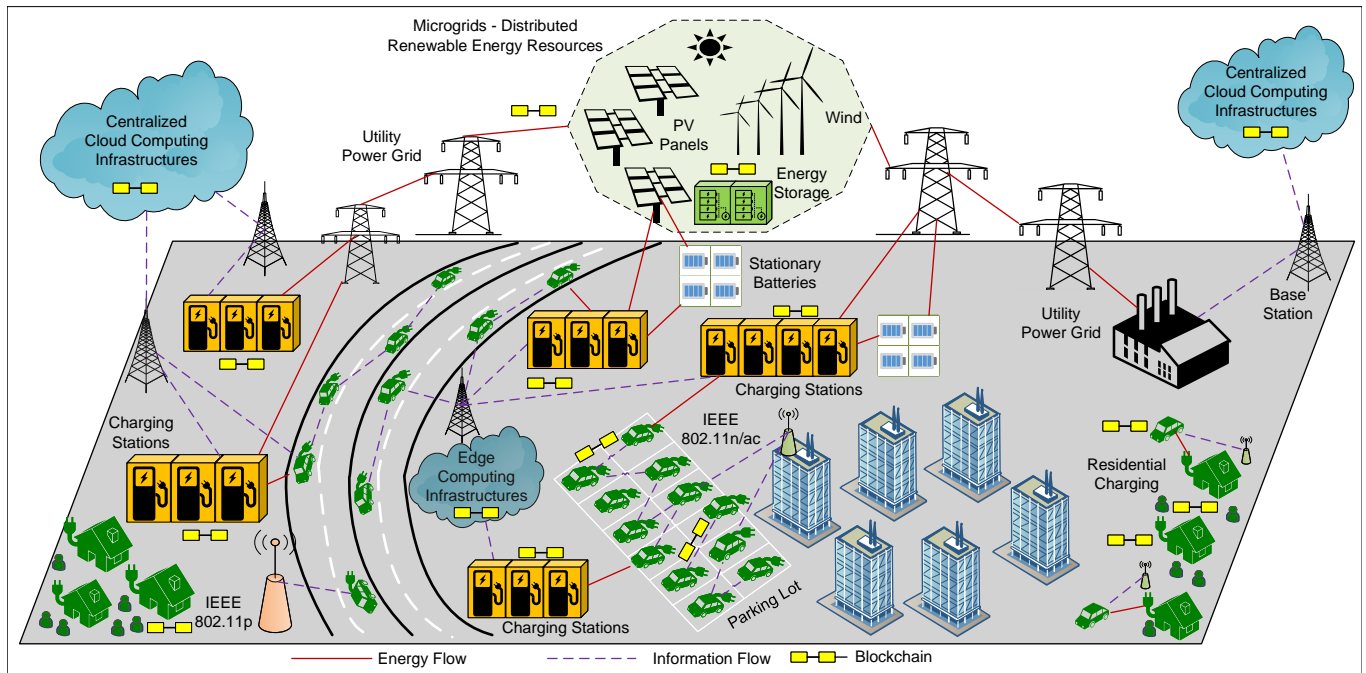 Microgrids - Distributed
Renewable Energy Resources
Centralized
Cloud Computing
Infrastructures
Utility
Power Grid
PV
Panels
Wind
Energy
Storage
Centralized
Cloud Computing
Infrastructures
Stationary
Batteries
Utility
Power Grid
Base
Station
Charging Stations
Charging
Stations
IEEE
802.11n/ac
Edge
Computing
Infrastructures
Residential
Charging
IEEE
802.11p
Charging Stations
Parking Lot
Energy Flow
Information Flow
Blockchain